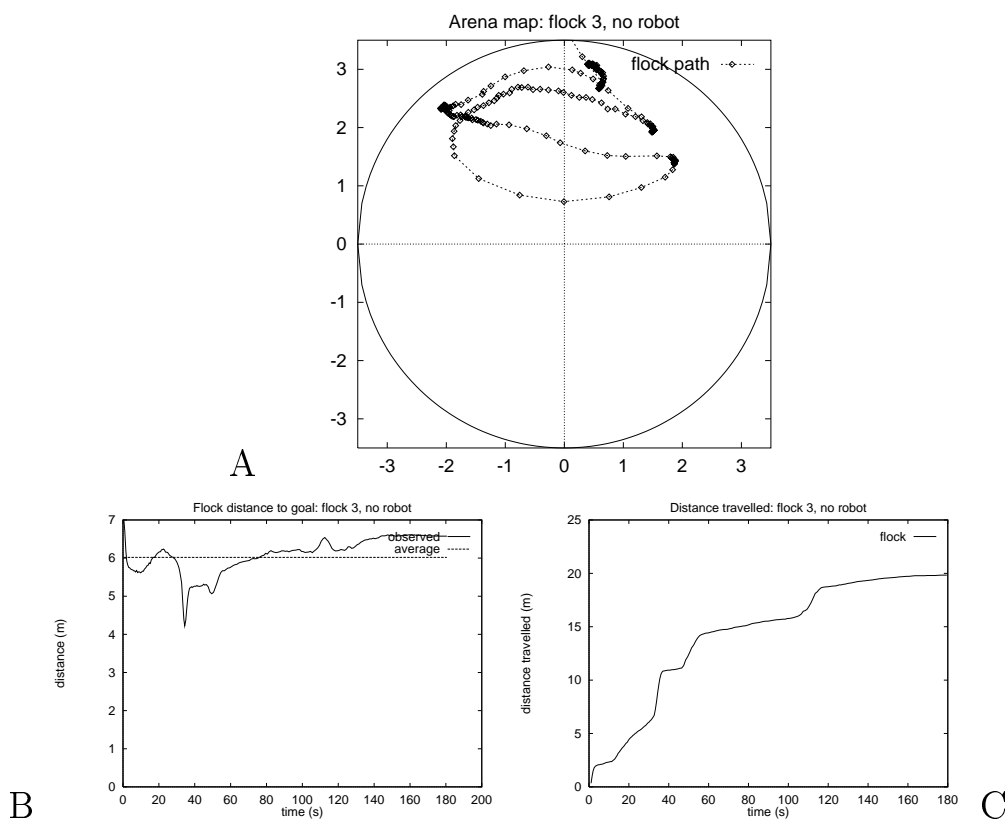 Arena map: flock 3, no robot
flock path
3
2
1
0
-1
-2
-3
-3 -2 -1 0 1 2 3
A
Flock distance to goal: flock 3, no robot
observed
average
distance (m)
7
6
5
4
3
2
1
0
0 20 40 60 80 100 120 140 160 180 200
time (s)
B
Distance travelled: flock 3, no robot
flock
distance travelled (m)
25
20
15
10
5
0
0 20 40 60 80 100 120 140 160 180
time (s)
C